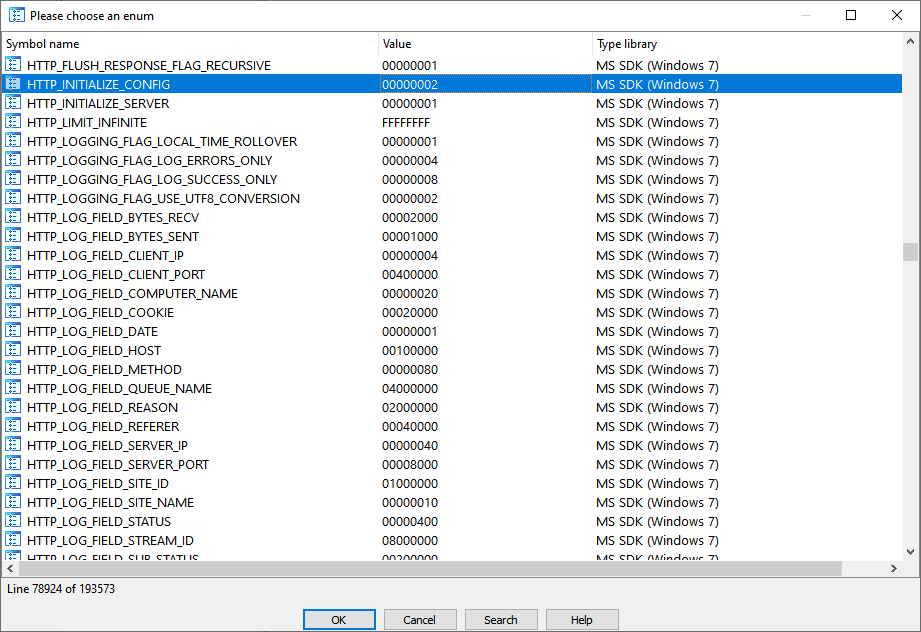 Please choose an enum
Symbol name Value Type library
HTTP_FLUSH_RESPONSE_FLAG_RECURSIVE 00000001 MS SDK (Windows 7)
HTTP_INITIALIZE_CONFIG 00000002 MS SDK (Windows 7)
HTTP_INITIALIZE_SERVER 00000001 MS SDK (Windows 7)
HTTP_LIMIT_INFINITE FFFFFFFF MS SDK (Windows 7)
HTTP_LOGGING_FLAG_LOCAL_TIME_ROLLOVER 00000001 MS SDK (Windows 7)
HTTP_LOGGING_FLAG_LOG_ERRORS_ONLY 00000004 MS SDK (Windows 7)
HTTP_LOGGING_FLAG_LOG_SUCCESS_ONLY 00000008 MS SDK (Windows 7)
HTTP_LOGGING_FLAG_USE_UTF8_CONVERSION 00000002 MS SDK (Windows 7)
HTTP_LOG_FIELD_BYTES_RECV 00002000 MS SDK (Windows 7)
HTTP_LOG_FIELD_BYTES_SENT 00001000 MS SDK (Windows 7)
HTTP_LOG_FIELD_CLIENT_IP 00000004 MS SDK (Windows 7)
HTTP_LOG_FIELD_CLIENT_PORT 00400000 MS SDK (Windows 7)
HTTP_LOG_FIELD_COMPUTER_NAME 00000020 MS SDK (Windows 7)
HTTP_LOG_FIELD_COOKIE 00020000 MS SDK (Windows 7)
HTTP_LOG_FIELD_DATE 00000001 MS SDK (Windows 7)
HTTP_LOG_FIELD_HOST 00100000 MS SDK (Windows 7)
HTTP_LOG_FIELD_METHOD 00000080 MS SDK (Windows 7)
HTTP_LOG_FIELD_QUEUE_NAME 04000000 MS SDK (Windows 7)
HTTP_LOG_FIELD_REASON 02000000 MS SDK (Windows 7)
HTTP_LOG_FIELD_REFERER 00040000 MS SDK (Windows 7)
HTTP_LOG_FIELD_SERVER_IP 00000040 MS SDK (Windows 7)
HTTP_LOG_FIELD_SERVER_PORT 00008000 MS SDK (Windows 7)
HTTP_LOG_FIELD_SITE_ID 01000000 MS SDK (Windows 7)
HTTP_LOG_FIELD_SITE_NAME 00000010 MS SDK (Windows 7)
HTTP_LOG_FIELD_STATUS 00000400 MS SDK (Windows 7)
HTTP_LOG_FIELD_STREAM_ID 08000000 MS SDK (Windows 7)
HTTP_LOG_FIELD_SUB_STATUS 00200000 MS SDK (Windows 7)
Line 78924 of 193573
OK Cancel Search Help